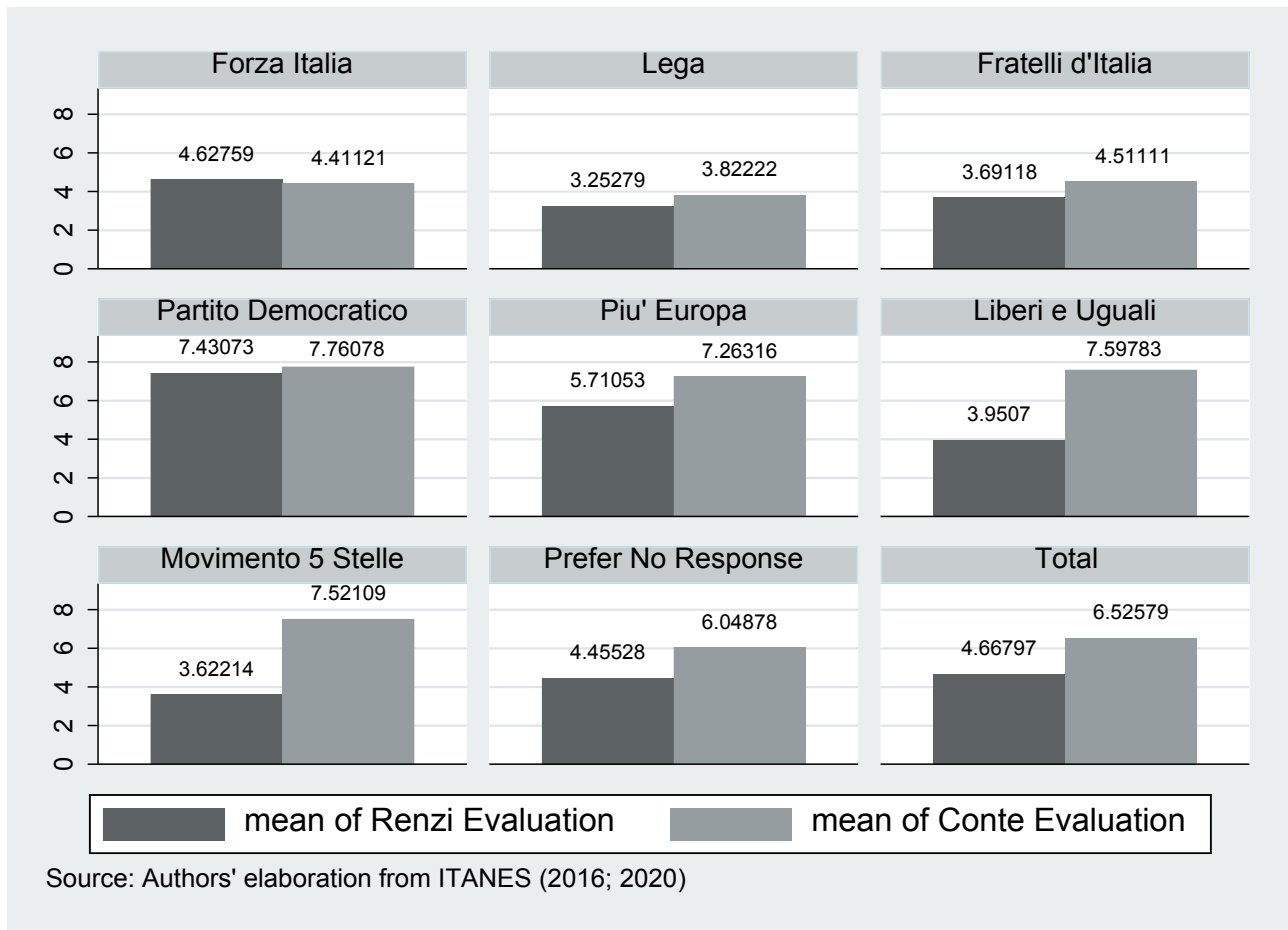 Forza Italia
Lega
Fratelli d'Italia
8
6
4
2
0
4.62759
4.41121
3.25279
3.82222
3.69118
4.51111
Partito Democratico
Piu' Europa
Liberi e Uguali
8
6
4
2
0
7.43073
7.76078
5.71053
7.26316
3.9507
7.59783
Movimento 5 Stelle
Prefer No Response
Total
8
6
4
2
0
3.62214
7.52109
4.45528
6.04878
4.66797
6.52579
mean of Renzi Evaluation
mean of Conte Evaluation
Source: Authors' elaboration from ITANES (2016; 2020)